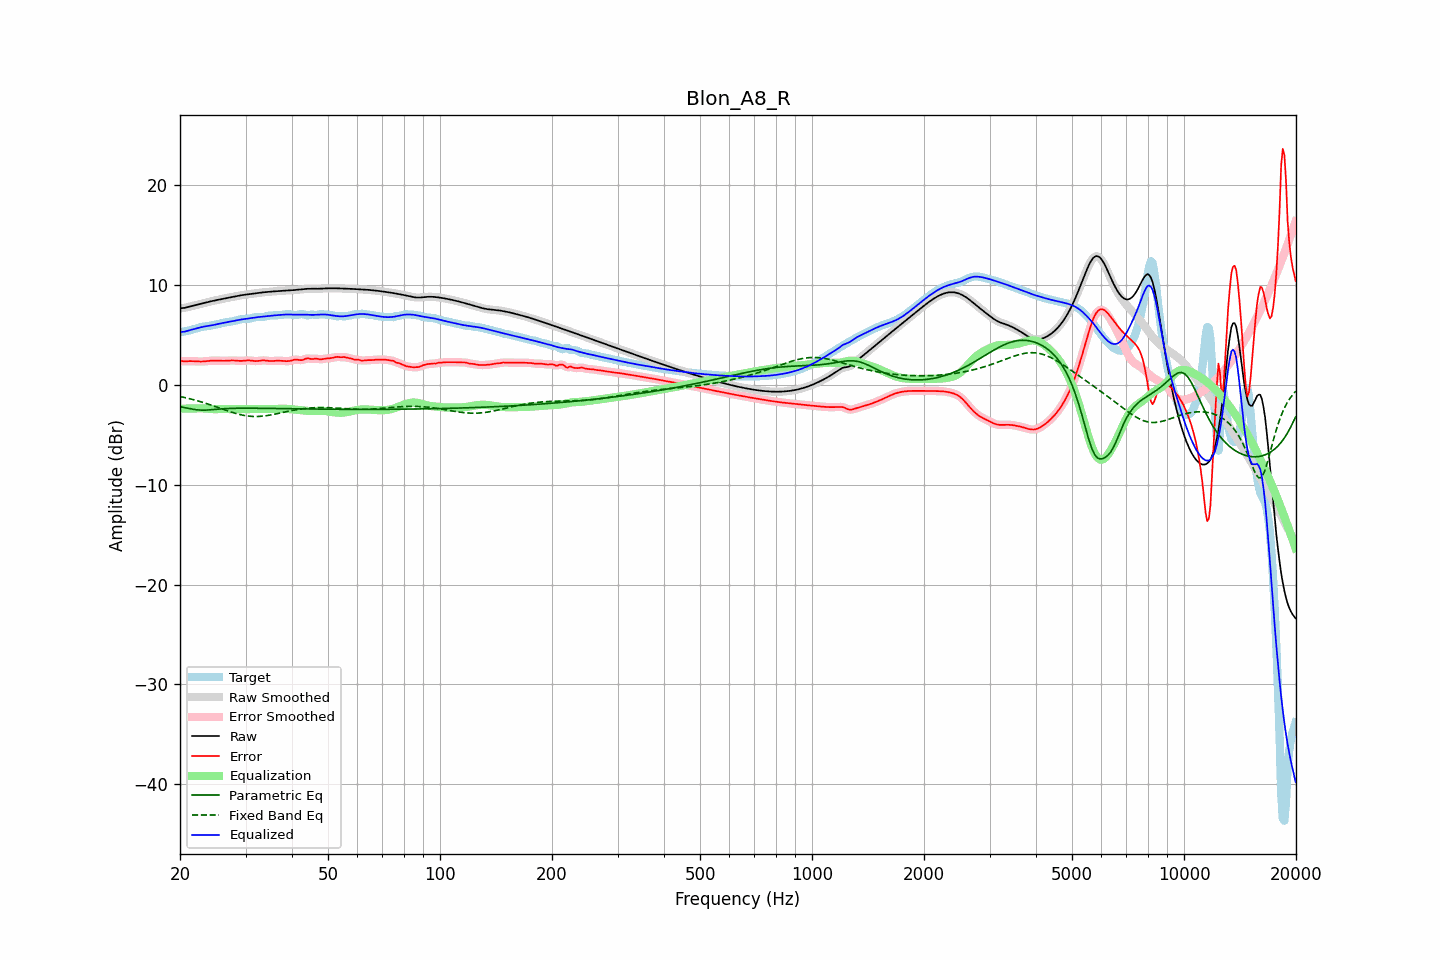 Blon_A8_R
Amplitude (dBr)
20
10
0
−10
−20
−30
−40
Target
Raw Smoothed
Error Smoothed
Raw
Error
Equalization
Parametric Eq
Fixed Band Eq
Equalized
20 50 100 200 500 1000 2000 5000 10000 20000
Frequency (Hz)